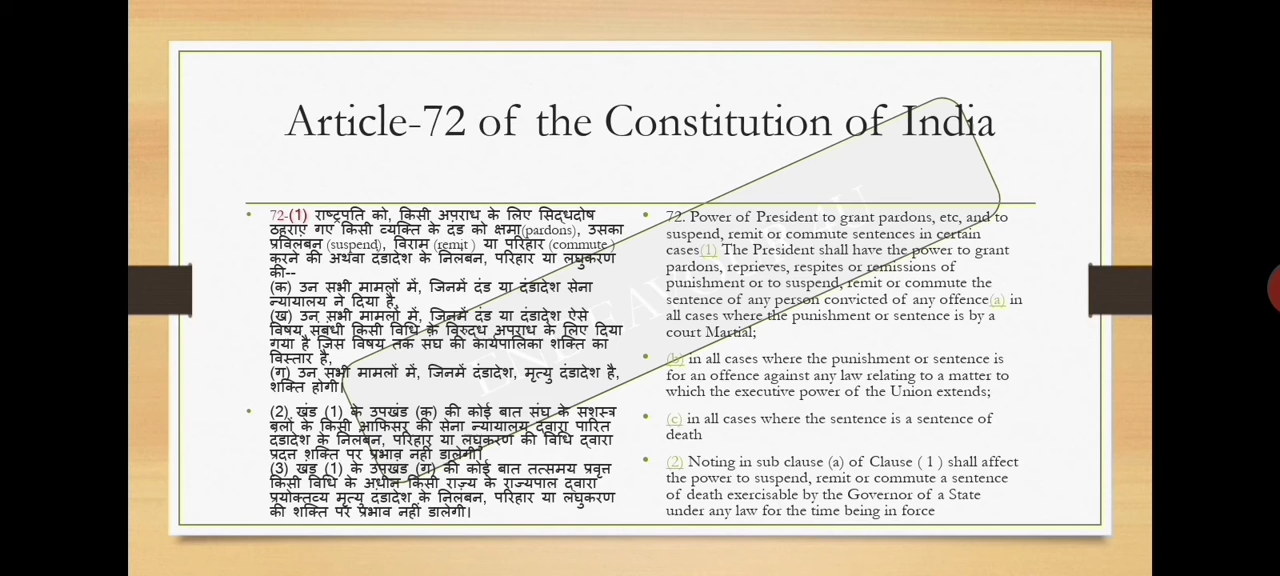 Article-72 of the Constitution of India
72-(1) राष्ट्रपति को, किसी अपराध के लिए सिद्धदोष
ठहराए गए किसी व्यक्ति के दंड को क्षमा(pardons), उसका
प्रविलंबन (suspend), विराम (remit ) या परिहार (commute )
करने की अथवा दंडादेश के निलंबन, परिहार या लघुकरण
की--
(क) उन सभी मामलों में, जिनमें दंड या दंडादेश सेना
न्यायालय ने दिया है,
(ख) उन सभी मामलों में, जिनमें दंड या दंडादेश ऐसे
विषय संबंधी किसी विधि के विरुद्ध अपराध के लिए दिया
गया है जिस विषय तक संघ की कार्यपालिका शक्ति का
विस्तार है,
(ग) उन सभी मामलों में, जिनमें दंडादेश, मृत्यु दंडादेश है,
शक्ति होगी।
(2) खंड (1) के उपखंड (क) की कोई बात संघ के सशस्त्र
बलों के किसी आफिसर की सेना न्यायालय द्वारा पारित
दंडादेश के निलंबन, परिहार या लघुकरण की विधि द्वारा
प्रदत्त शक्ति पर प्रभाव नहीं डालेगी।
(3) खंड (1) के उपखंड (ग) की कोई बात तत्समय प्रवृत्त
किसी विधि के अधीन किसी राज्य के राज्यपाल द्वारा
प्रयोक्तव्य मृत्यु दंडादेश के निलंबन, परिहार या लघुकरण
की शक्ति पर प्रभाव नहीं डालेगी।
72. Power of President to grant pardons, etc, and to
suspend, remit or commute sentences in certain
cases(1) The President shall have the power to grant
pardons, reprieves, respites or remissions of
punishment or to suspend, remit or commute the
sentence of any person convicted of any offence(a) in
all cases where the punishment or sentence is by a
court Martial;
(b) in all cases where the punishment or sentence is
for an offence against any law relating to a matter to
which the executive power of the Union extends;
(c) in all cases where the sentence is a sentence of
death
(2) Noting in sub clause (a) of Clause ( 1 ) shall affect
the power to suspend, remit or commute a sentence
of death exercisable by the Governor of a State
under any law for the time being in force